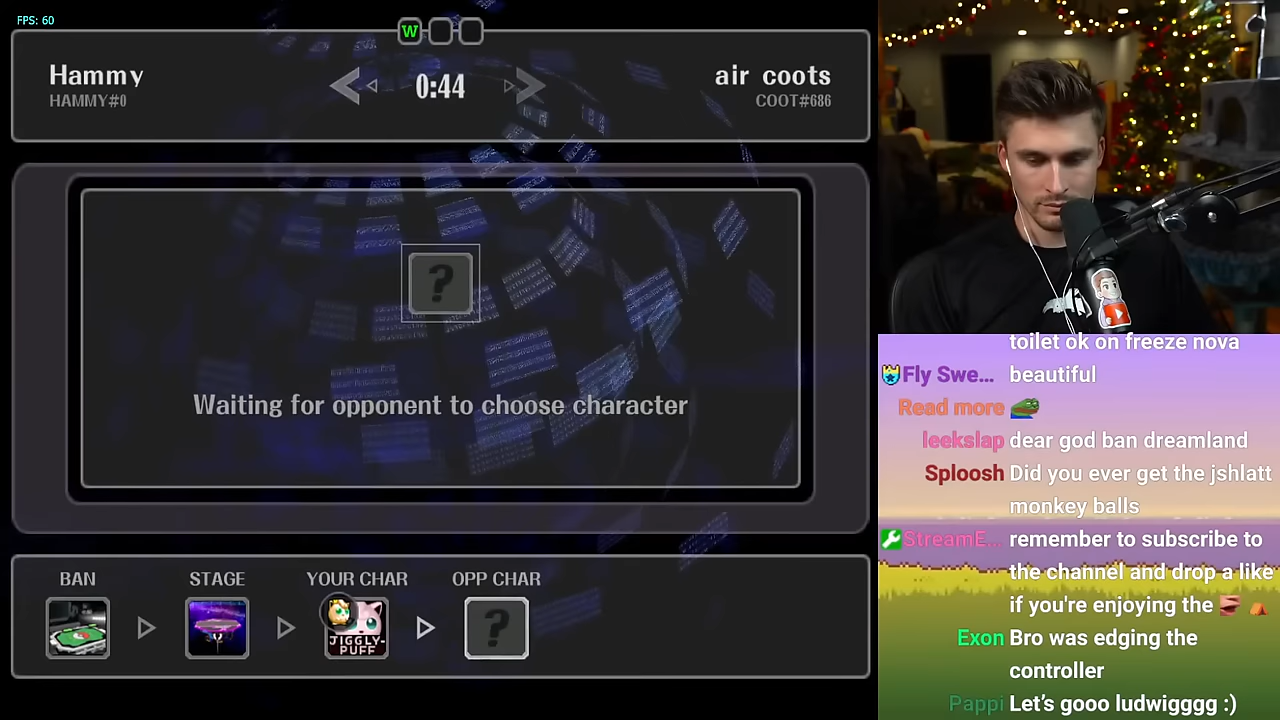 FPS: 60
W
Hammy
HAMMY#0
0:44
air coots
COOT#686
?
Waiting for opponent to choose character
BAN
STAGE
YOUR CHAR
OPP CHAR
JIGGLY-
PUFF
?
toilet ok on freeze nova
Fly Swe... beautiful
Read more
leekslap dear god ban dreamland
Sploosh Did you ever get the jshlatt
monkey balls
StreamE... remember to subscribe to
the channel and drop a like
if you're enjoying the
Exon Bro was edging the
controller
Pappi Let's gooo ludwigggg :)